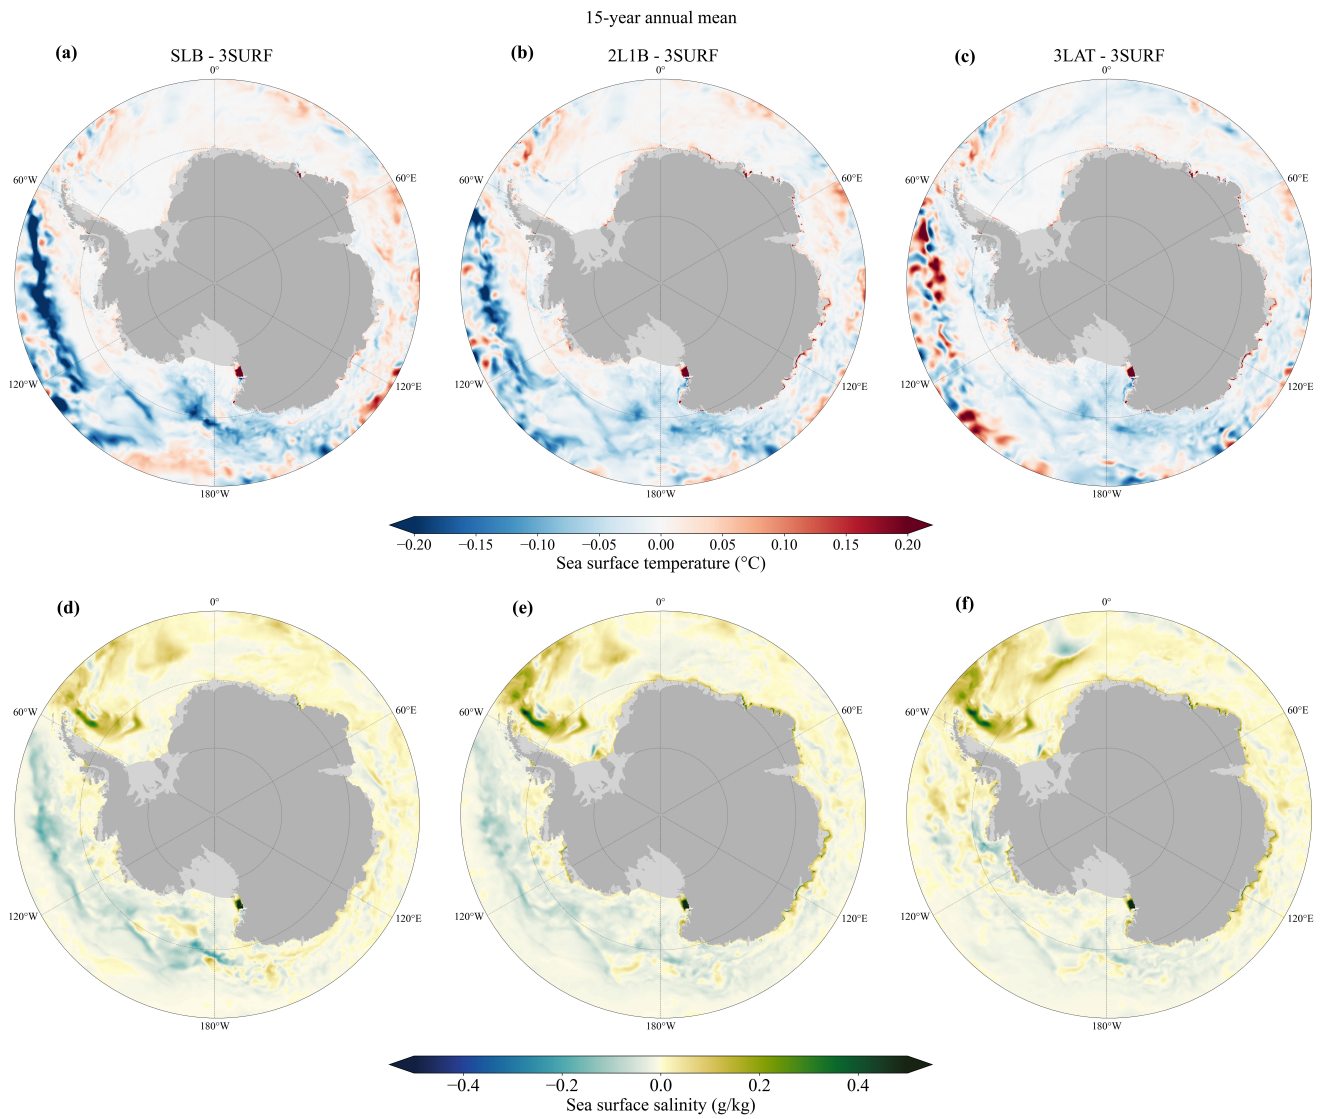 15-year annual mean
(a) SLB - 3SURF
(b) 2L1B - 3SURF
(c) 3LAT - 3SURF
0° 0° 0°
60°W 60°E 60°W 60°E 60°W 60°E
120°W 120°E 120°W 120°E 120°W 120°E
180°W 180°W 180°W
−0.20 −0.15 −0.10 −0.05 0.00 0.05 0.10 0.15 0.20
Sea surface temperature (°C)
(d) (e) (f)
0° 0° 0°
60°W 60°E 60°W 60°E 60°W 60°E
120°W 120°E 120°W 120°E 120°W 120°E
180°W 180°W 180°W
−0.4 −0.2 0.0 0.2 0.4
Sea surface salinity (g/kg)